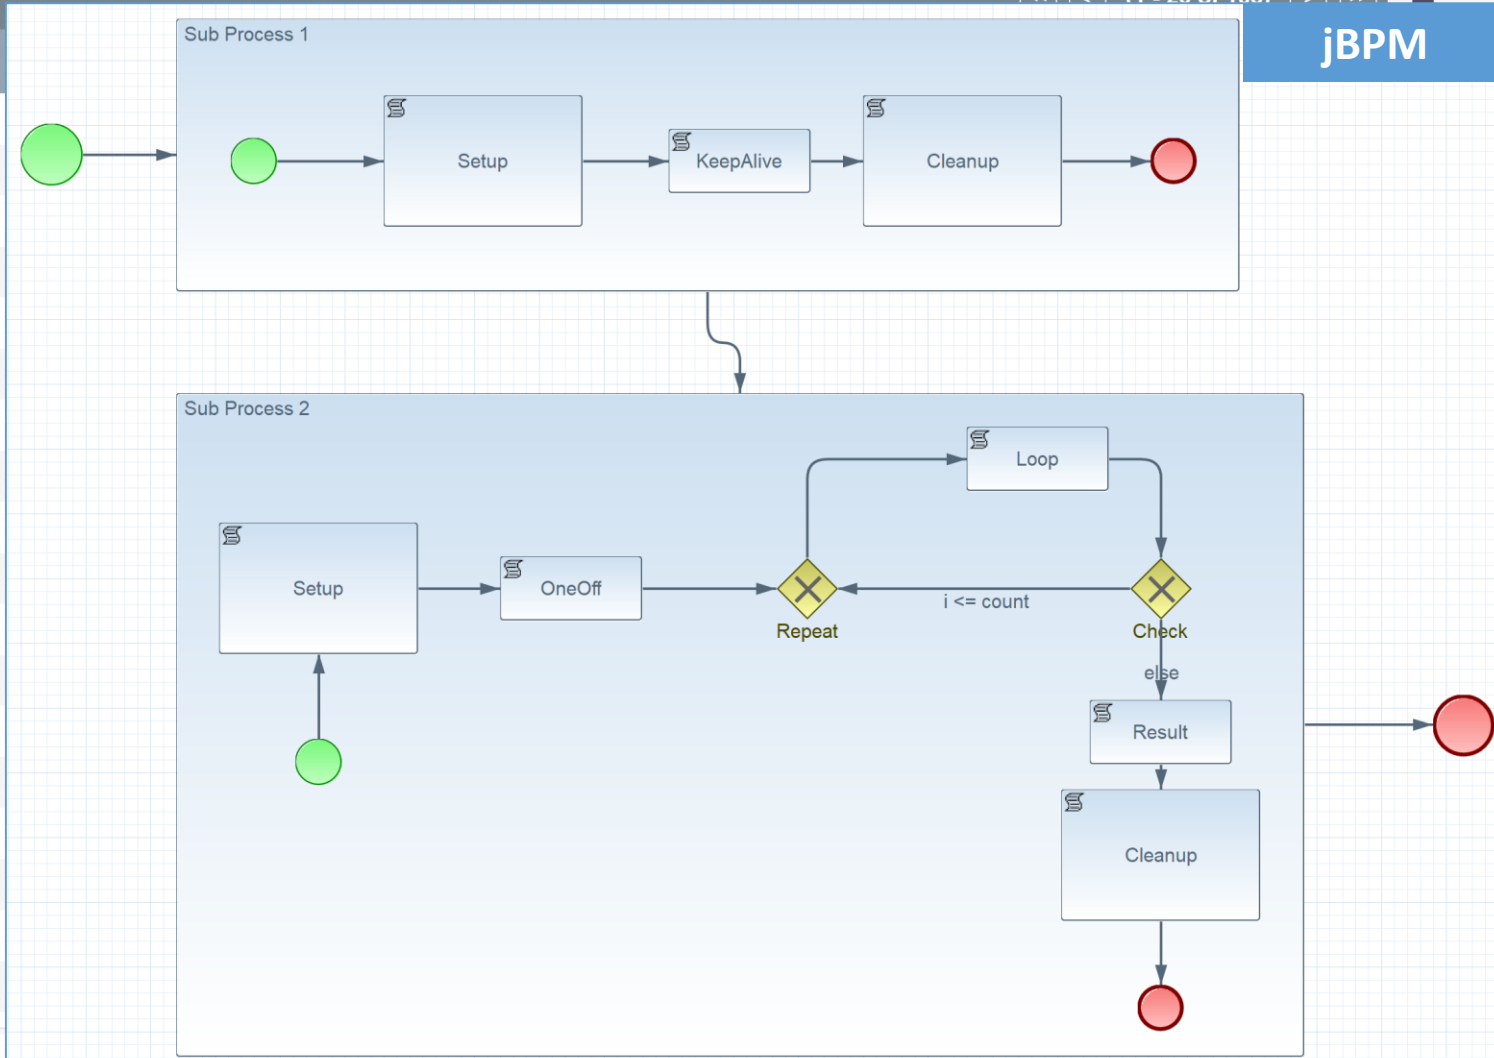 jBPM
Sub Process 1
Setup
KeepAlive
Cleanup
Sub Process 2
Loop
Setup
OneOff
i <= count
Repeat
Check
else
Result
Cleanup